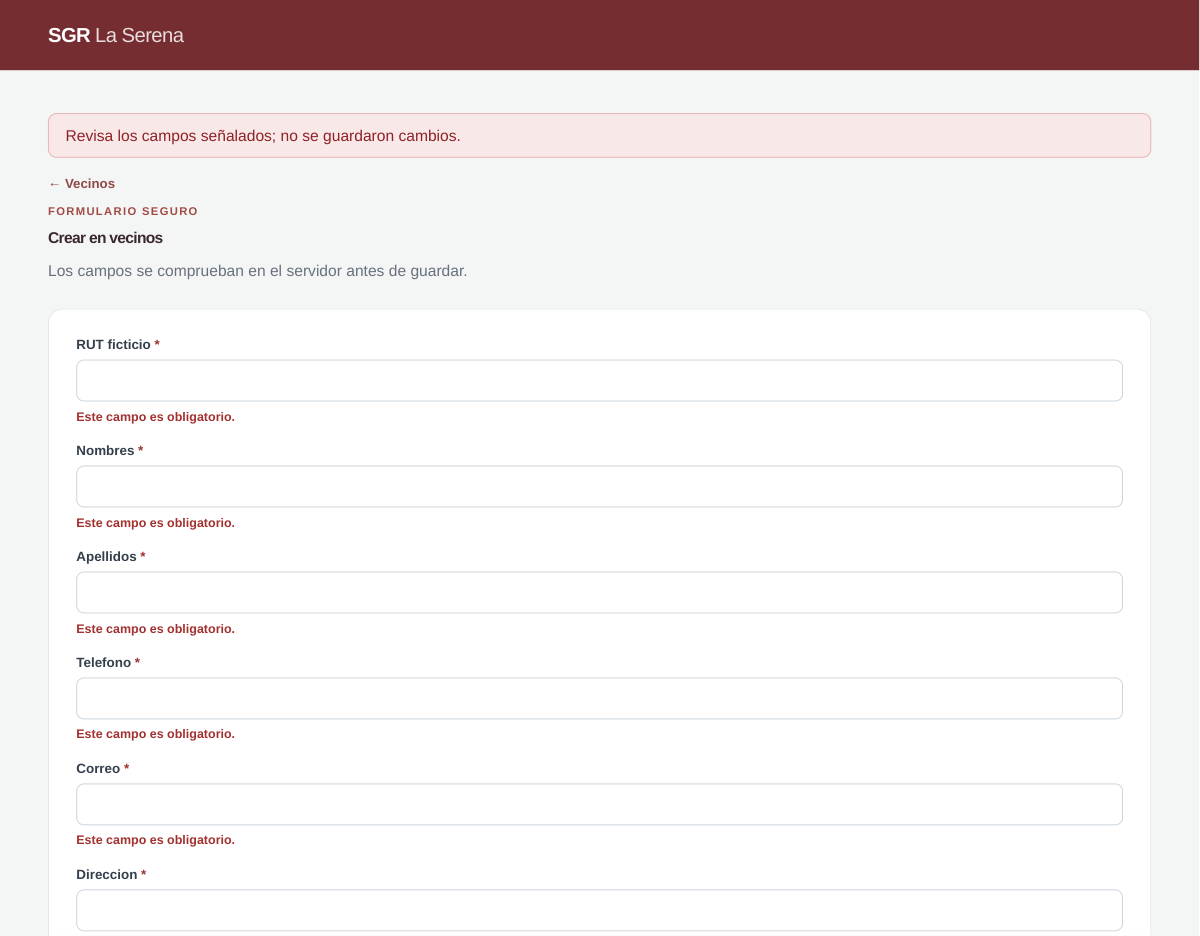 SGR La Serena
Revisa los campos señalados; no se guardaron cambios.
← Vecinos
FORMULARIO SEGURO
Crear en vecinos
Los campos se comprueban en el servidor antes de guardar.
RUT ficticio *
Este campo es obligatorio.
Nombres *
Este campo es obligatorio.
Apellidos *
Este campo es obligatorio.
Telefono *
Este campo es obligatorio.
Correo *
Este campo es obligatorio.
Direccion *